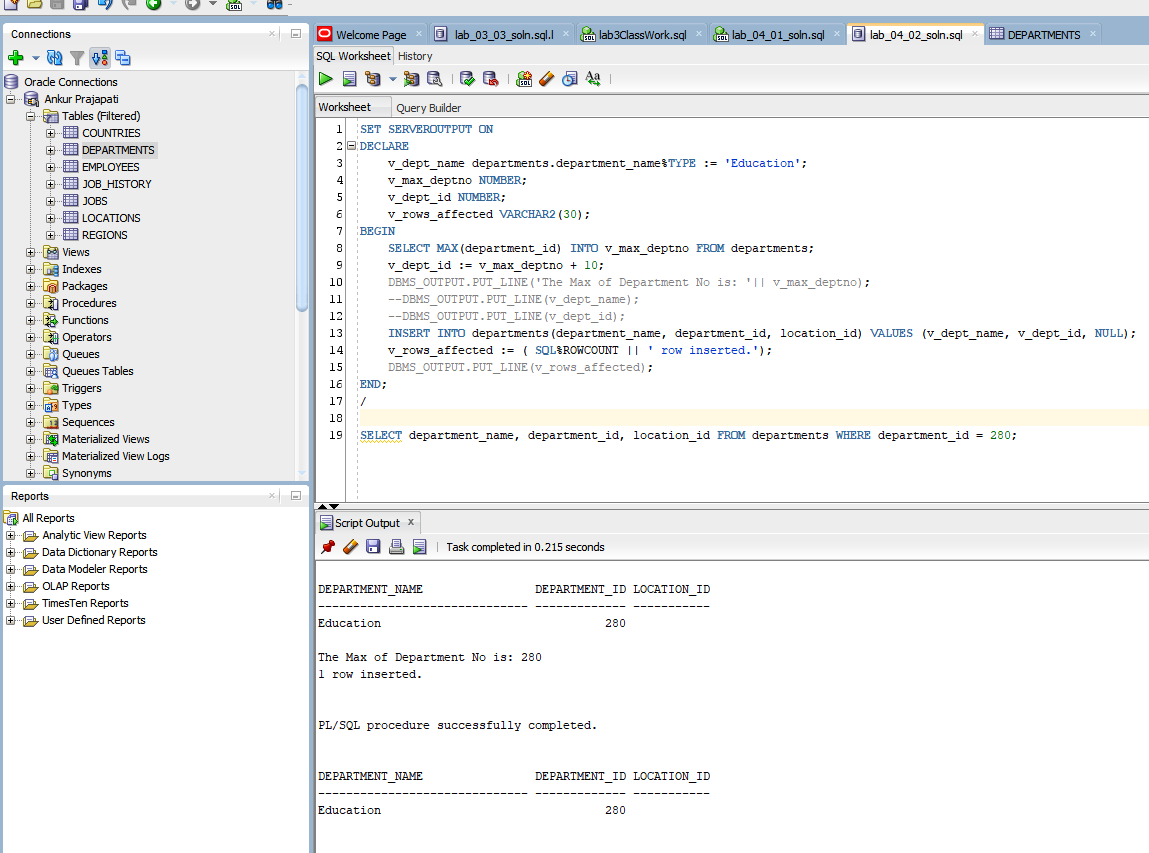 Connections
Oracle Connections
Ankur Prajapati
Tables (Filtered)
COUNTRIES
DEPARTMENTS
EMPLOYEES
JOB_HISTORY
JOBS
LOCATIONS
REGIONS
Views
Indexes
Packages
Procedures
Functions
Operators
Queues
Queues Tables
Triggers
Types
Sequences
Materialized Views
Materialized View Logs
Synonyms
Reports
All Reports
Analytic View Reports
Data Dictionary Reports
Data Modeler Reports
OLAP Reports
TimesTen Reports
User Defined Reports
Welcome Page lab_03_03_soln.sql.l lab3ClassWork.sql lab_04_01_soln.sql lab_04_02_soln.sql DEPARTMENTS
SQL Worksheet History
Worksheet Query Builder
1 SET SERVEROUTPUT ON
2 DECLARE
3 v_dept_name departments.department_name%TYPE := 'Education';
4 v_max_deptno NUMBER;
5 v_dept_id NUMBER;
6 v_rows_affected VARCHAR2(30);
7 BEGIN
8 SELECT MAX(department_id) INTO v_max_deptno FROM departments;
9 v_dept_id := v_max_deptno + 10;
10 DBMS_OUTPUT.PUT_LINE('The Max of Department No is: '|| v_max_deptno);
11 --DBMS_OUTPUT.PUT_LINE(v_dept_name);
12 --DBMS_OUTPUT.PUT_LINE(v_dept_id);
13 INSERT INTO departments(department_name, department_id, location_id) VALUES (v_dept_name, v_dept_id, NULL);
14 v_rows_affected := ( SQL%ROWCOUNT || ' row inserted.');
15 DBMS_OUTPUT.PUT_LINE(v_rows_affected);
16 END;
17 /
18
19 SELECT department_name, department_id, location_id FROM departments WHERE department_id = 280;
Script Output x
Task completed in 0.215 seconds
DEPARTMENT_NAME DEPARTMENT_ID LOCATION_ID
------------------------------ ------------- -----------
Education 280
The Max of Department No is: 280
1 row inserted.
PL/SQL procedure successfully completed.
DEPARTMENT_NAME DEPARTMENT_ID LOCATION_ID
------------------------------ ------------- -----------
Education 280